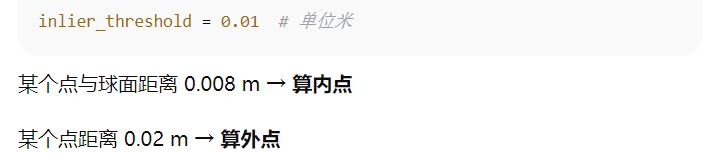 inlier_threshold = 0.01  # 单位米
某个点与球面距离 0.008 m → 算内点
某个点距离 0.02 m → 算外点